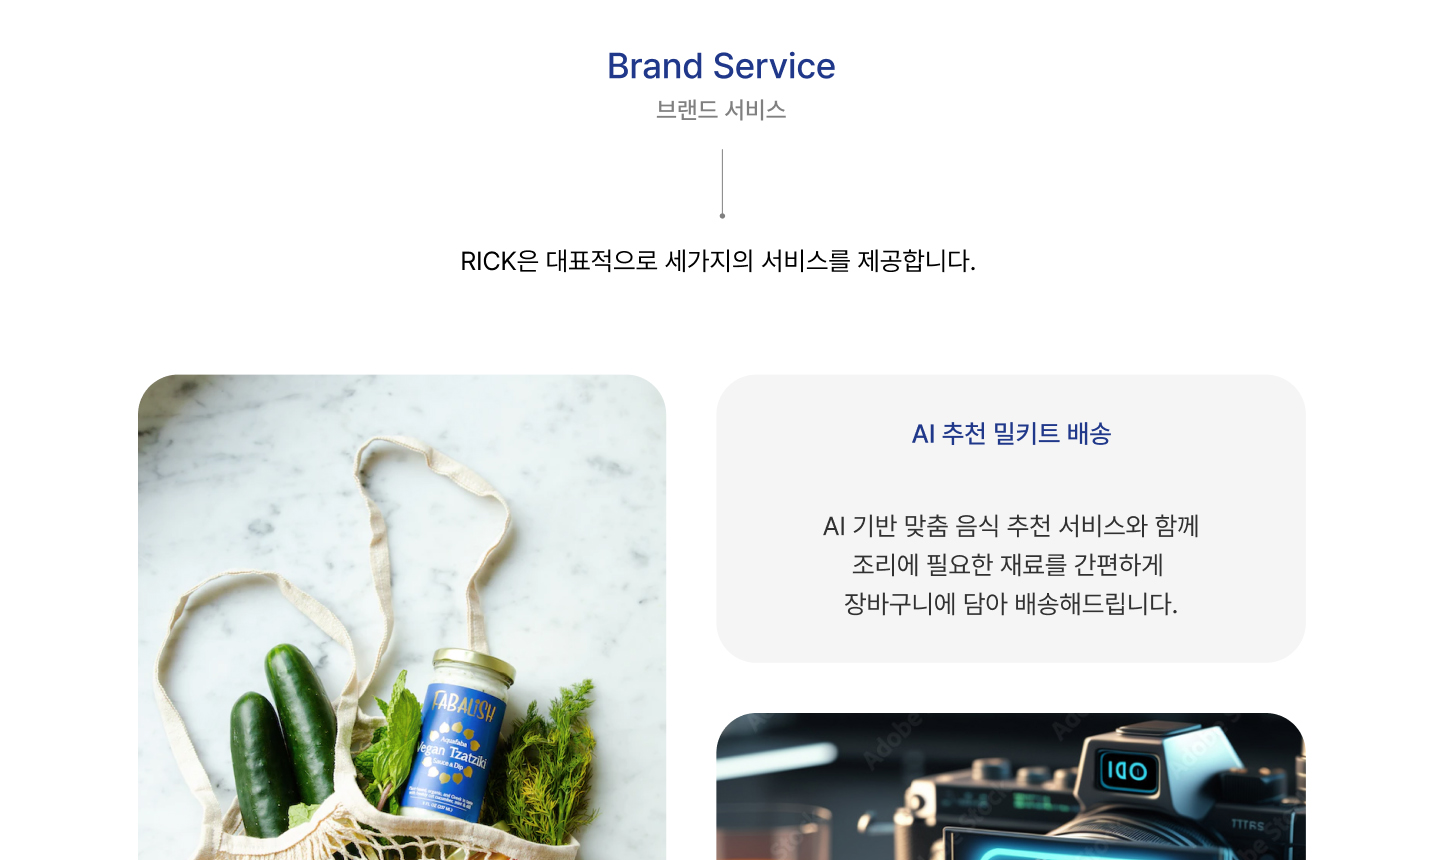 Brand Service
브랜드 서비스
RICK은 대표적으로 세가지의 서비스를 제공합니다.
AI 추천 밀키트 배송
AI 기반 맞춤 음식 추천 서비스와 함께
조리에 필요한 재료를 간편하게
장바구니에 담아 배송해드립니다.
FABALISH
Aquafaba
Vegan Tzatziki
Sauce & Dip
Adobe